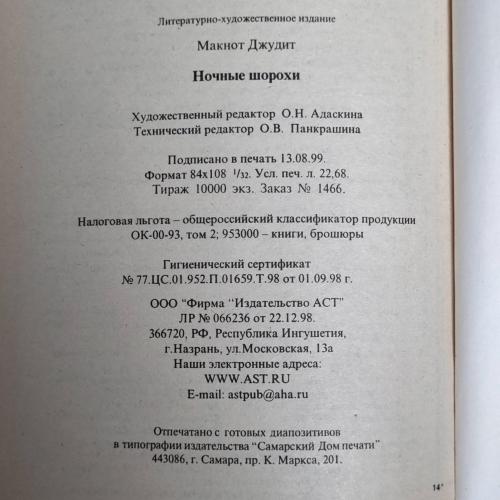 Литературно-художественное издание
Макнот Джудит
Ночные шорохи
Художественный редактор О.Н. Адаскина
Технический редактор О.В. Панкрашина
Подписано в печать 13.08.99.
Формат 84x108 1/32. Усл. печ. л. 22,68.
Тираж 10000 экз. Заказ № 1466.
Налоговая льгота – общероссийский классификатор продукции
ОК-00-93, том 2; 953000 – книги, брошюры
Гигиенический сертификат
№ 77.ЦС.01.952.П.01659.Т.98 от 01.09.98 г.
ООО “Фирма “Издательство АСТ”
ЛР № 066236 от 22.12.98.
366720, РФ, Республика Ингушетия,
г.Назрань, ул.Московская, 13а
Наши электронные адреса:
WWW.AST.RU
E-mail: astpub@aha.ru
Отпечатано с готовых диапозитивов
в типографии издательства “Самарский Дом печати”
443086, г. Самара, пр. К. Маркса, 201.
14*